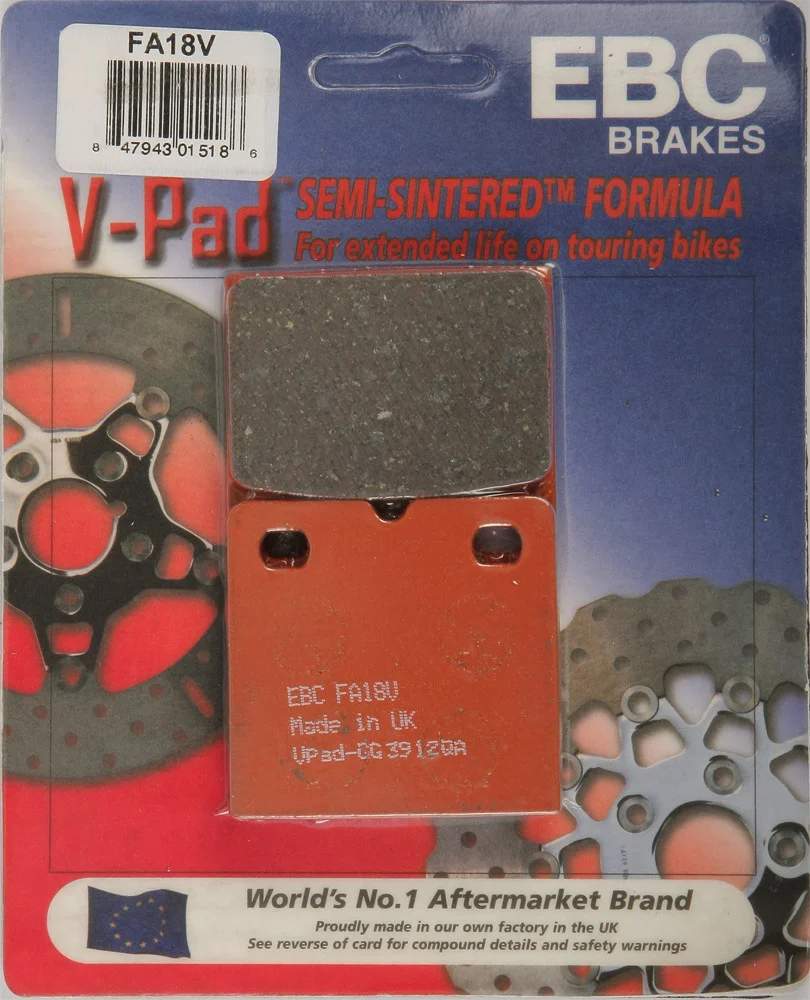 FA18V
8 47943 01518 6
EBC
BRAKES
V-Pad™ SEMI-SINTERED™ FORMULA
For extended life on touring bikes
EBC FA18V
Made in UK
VPad-GG3912QA
World's No.1 Aftermarket Brand
Proudly made in our own factory in the UK
See reverse of card for compound details and safety warnings